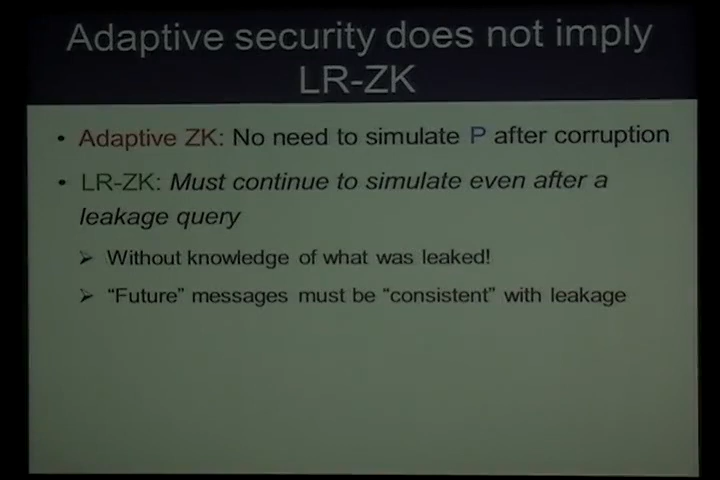 Adaptive security does not imply
LR-ZK
• Adaptive ZK: No need to simulate P after corruption
• LR-ZK: Must continue to simulate even after a
leakage query
➢ Without knowledge of what was leaked!
➢ “Future” messages must be “consistent” with leakage